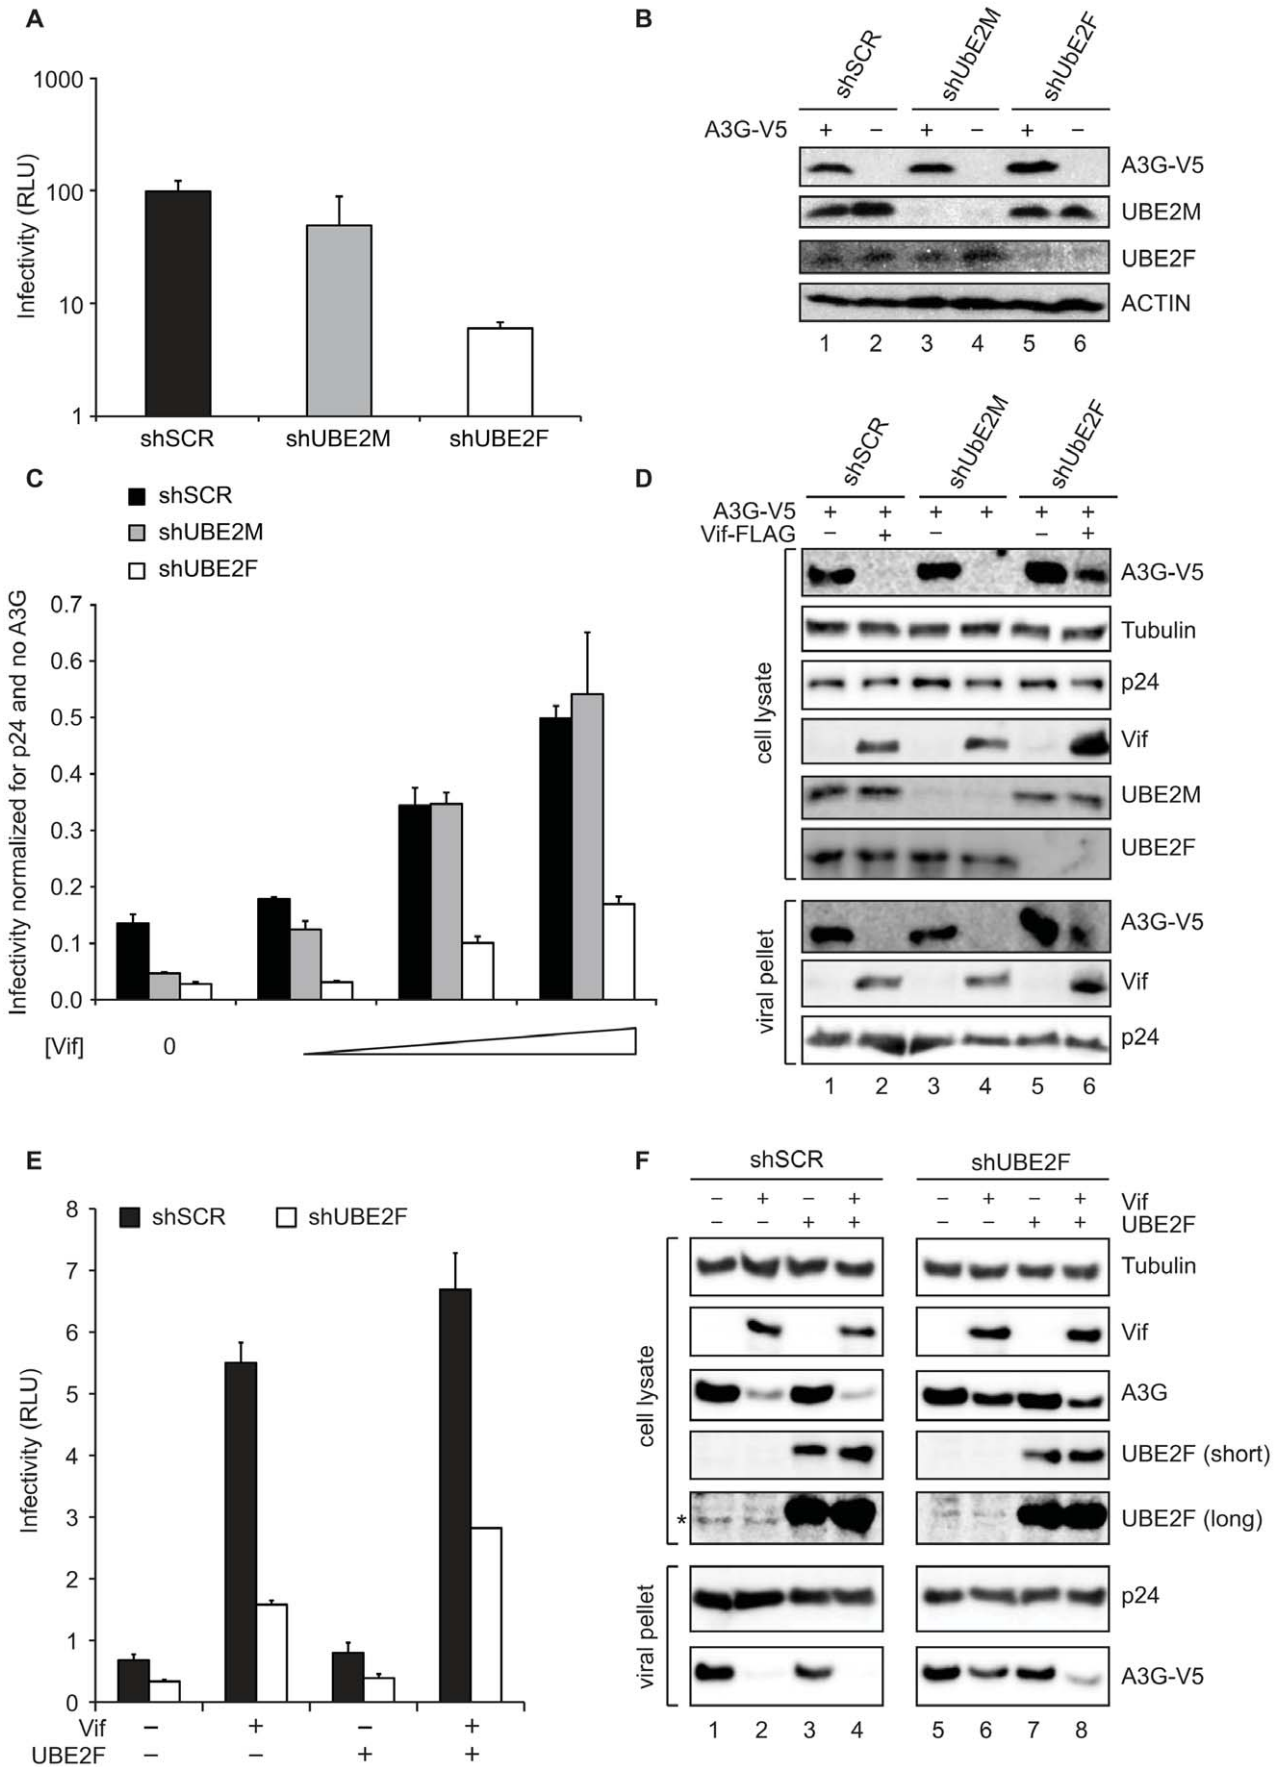 A
Infectivity (RLU)
1000
100
10
1
shSCR shUBE2M shUBE2F
B
shSCR shUbE2M shUbE2F
A3G-V5 + – + – + –
A3G-V5
UBE2M
UBE2F
ACTIN
1 2 3 4 5 6
C
shSCR
shUBE2M
shUBE2F
Infectivity normalized for p24 and no A3G
0.7
0.6
0.5
0.4
0.3
0.2
0.1
0.0
[Vif] 0
D
shSCR shUbE2M shUbE2F
A3G-V5 + + + + + +
Vif-FLAG – + – – +
cell lysate
A3G-V5
Tubulin
p24
Vif
UBE2M
UBE2F
viral pellet
A3G-V5
Vif
p24
1 2 3 4 5 6
E
shSCR shUBE2F
Infectivity (RLU)
8
7
6
5
4
3
2
1
0
Vif – + – +
UBE2F – – + +
F
shSCR shUBE2F
– + – + – + – + Vif
– – + + – – + + UBE2F
cell lysate
Tubulin
Vif
A3G
UBE2F (short)
* UBE2F (long)
viral pellet
p24
A3G-V5
1 2 3 4 5 6 7 8